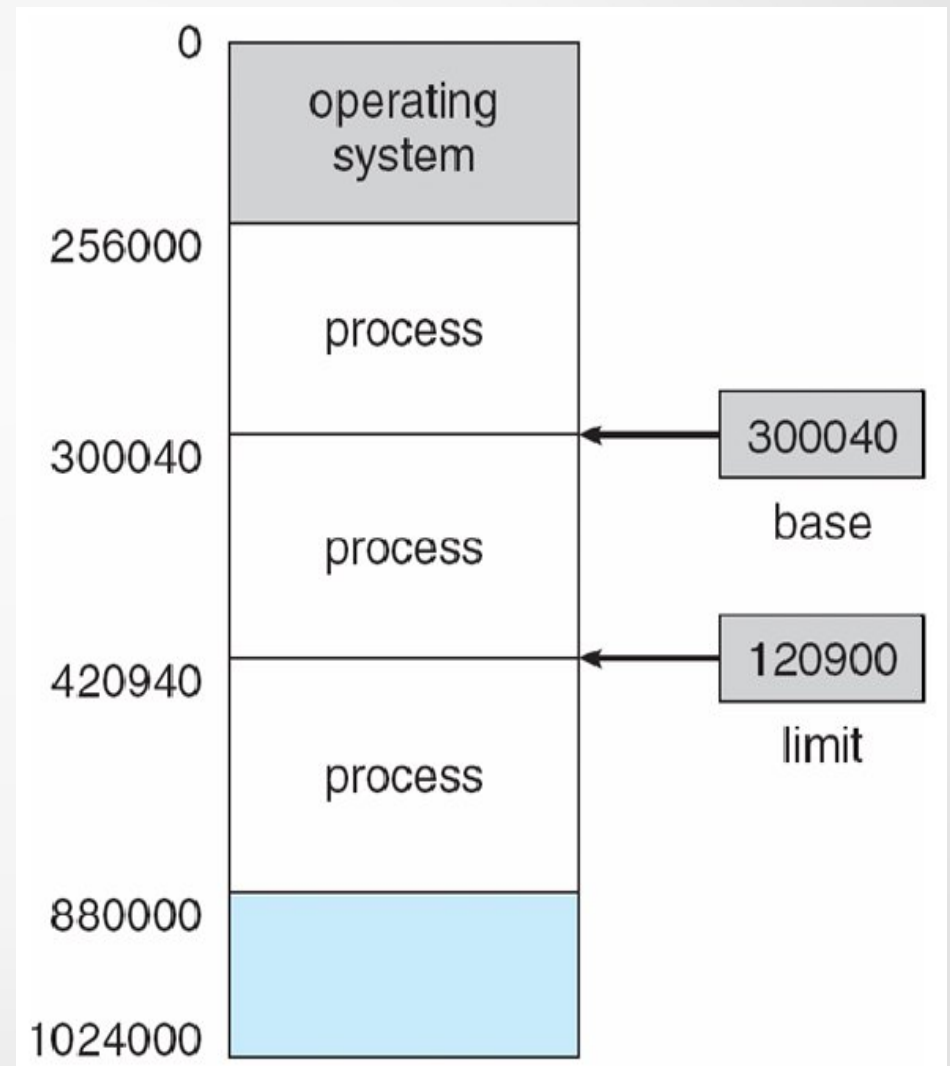 0
operating
system
256000
process
300040
300040
base
process
420940
120900
limit
process
880000
1024000